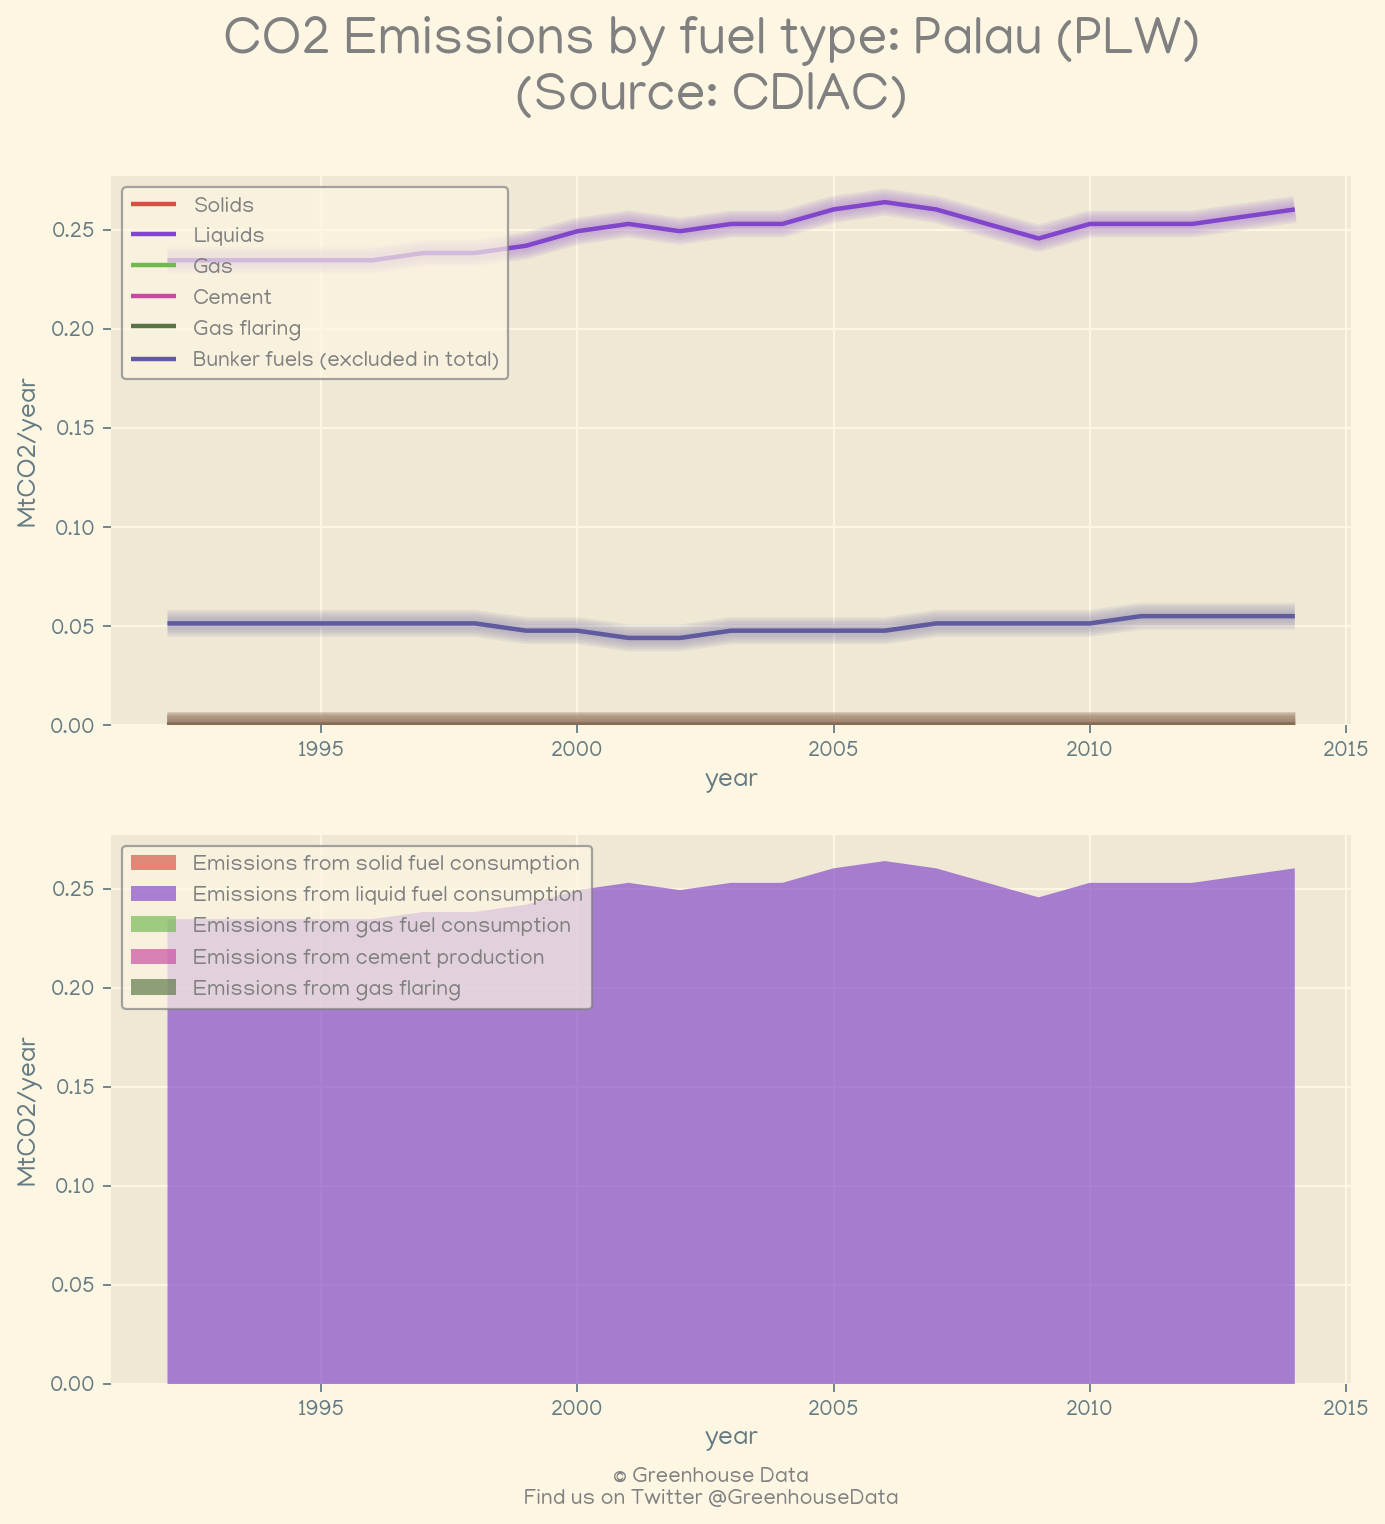 CO2 Emissions by fuel type: Palau (PLW)
(Source: CDIAC)
Solids
Liquids
Gas
Cement
Gas flaring
Bunker fuels (excluded in total)
0.25
0.20
0.15
0.10
0.05
0.00
MtCO2/year
1995
2000
2005
2010
2015
year
Emissions from solid fuel consumption
Emissions from liquid fuel consumption
Emissions from gas fuel consumption
Emissions from cement production
Emissions from gas flaring
0.25
0.20
0.15
0.10
0.05
0.00
MtCO2/year
1995
2000
2005
2010
2015
year
© Greenhouse Data
Find us on Twitter @GreenhouseData